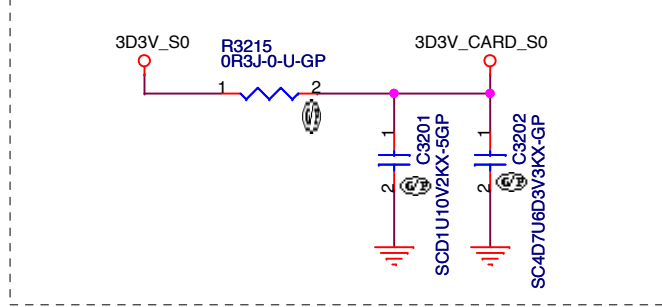 3D3V_S0
R3215
0R3J-0-U-GP
3D3V_CARD_S0
1
2
G/P
1
2
G/P
C3201
SCD1U10V2KX-5GP
1
2
G/P
C3202
SC4D7U6D3V3KX-GP